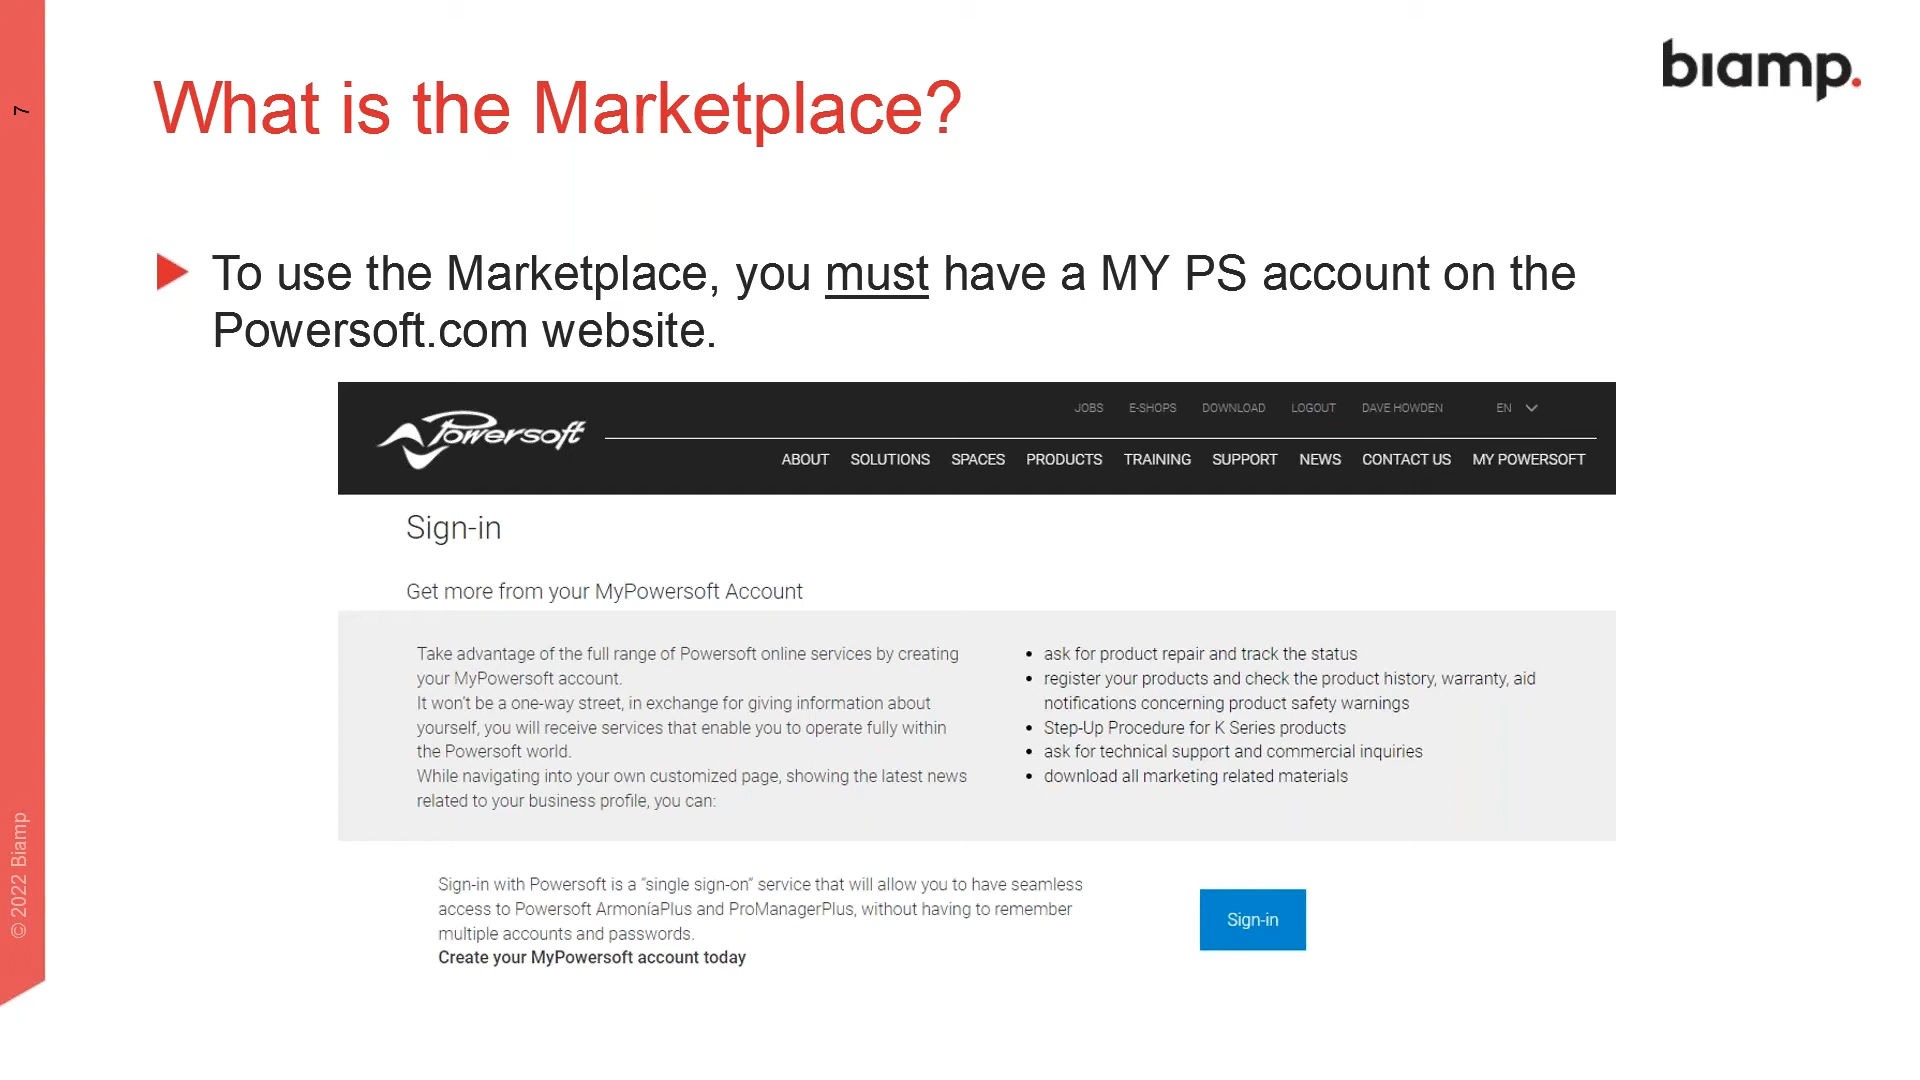 7
What is the Marketplace?
biamp.
To use the Marketplace, you must have a MY PS account on the
Powersoft.com website.
JOBS E-SHOPS DOWNLOAD LOGOUT DAVE HOWDEN EN
Powersoft
ABOUT SOLUTIONS SPACES PRODUCTS TRAINING SUPPORT NEWS CONTACT US MY POWERSOFT
Sign-in
Get more from your MyPowersoft Account
Take advantage of the full range of Powersoft online services by creating
your MyPowersoft account.
It won't be a one-way street, in exchange for giving information about
yourself, you will receive services that enable you to operate fully within
the Powersoft world.
While navigating into your own customized page, showing the latest news
related to your business profile, you can:
• ask for product repair and track the status
• register your products and check the product history, warranty, aid
notifications concerning product safety warnings
• Step-Up Procedure for K Series products
• ask for technical support and commercial inquiries
• download all marketing related materials
Sign-in with Powersoft is a "single sign-on" service that will allow you to have seamless
access to Powersoft ArmoníaPlus and ProManagerPlus, without having to remember
multiple accounts and passwords.
Create your MyPowersoft account today
Sign-in
© 2022 Biamp